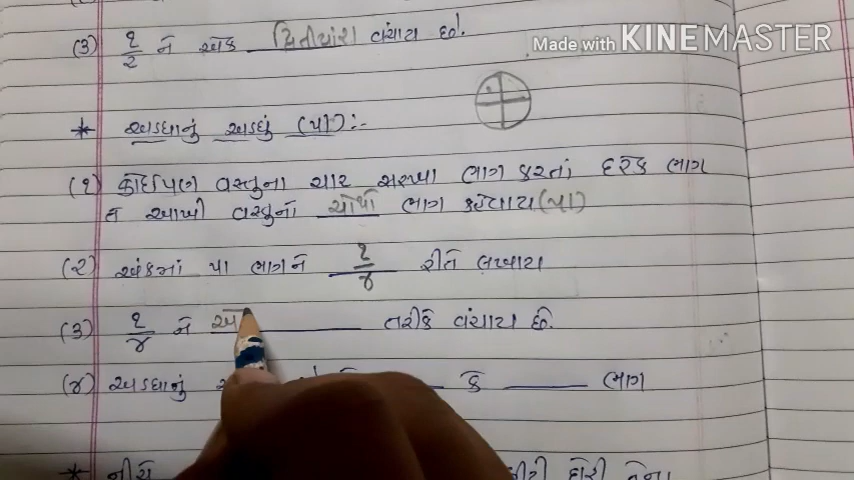 (૩) ૧/૨ ને એક દ્વિતીયાંશ વંચાય છે.
Made with KINEMASTER
* અડધાનું અડધું (પા) :-
(૧) કોઈપણ વસ્તુના ચાર સરખા ભાગ કરતાં દરેક ભાગ
તે આખી વસ્તુનો ચોથો ભાગ કહેવાય (પા)
(૨) અંકમાં પા ભાગને ૧/૪ રીતે લખાય
(૩) ૧/૪ ને એ ______ તરીકે વંચાય છે.
(૪) અડધાનું ______ કે ______ ભાગ
* નીચે દોરી તેના